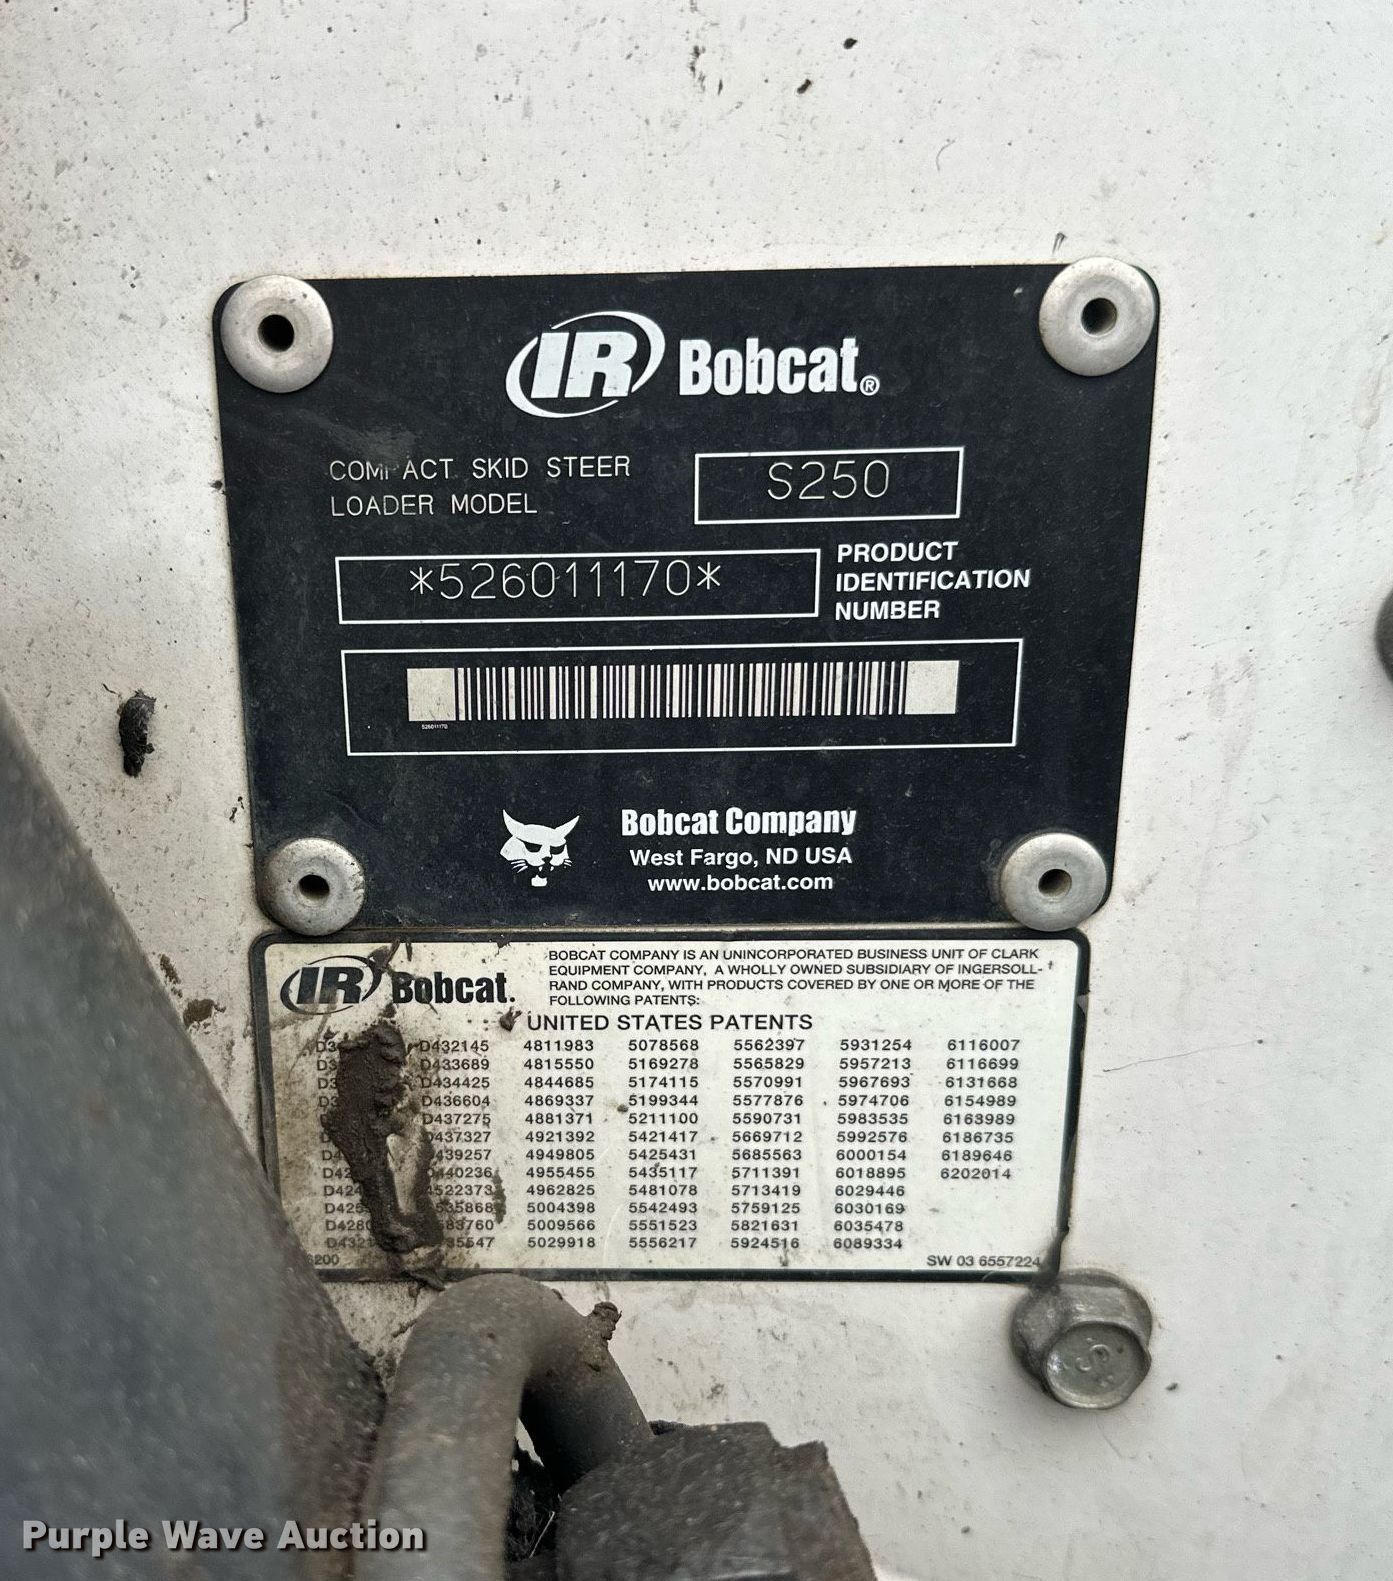 IR Bobcat®
COMPACT SKID STEER
LOADER MODEL
S250
*526011170*
PRODUCT
IDENTIFICATION
NUMBER
526011170
Bobcat Company
West Fargo, ND USA
www.bobcat.com
IR Bobcat.
BOBCAT COMPANY IS AN UNINCORPORATED BUSINESS UNIT OF CLARK
EQUIPMENT COMPANY, A WHOLLY OWNED SUBSIDIARY OF INGERSOLL-
RAND COMPANY, WITH PRODUCTS COVERED BY ONE OR MORE OF THE
FOLLOWING PATENTS:
UNITED STATES PATENTS
D432145 4811983 5078568 5562397 5931254 6116007
D433689 4815550 5169278 5565829 5957213 6116699
D434425 4844685 5174115 5570991 5967693 6131668
D436604 4869337 5199344 5577876 5974706 6154989
D437275 4881371 5211100 5590731 5983535 6163989
D437327 4921392 5421417 5669712 5992576 6186735
D439257 4949805 5425431 5685563 6000154 6189646
D440236 4955455 5435117 5711391 6018895 6202014
4522373 4962825 5481078 5713419 6029446
5004398 5542493 5759125 6030169
5009566 5551523 5821631 6035478
5029918 5556217 5924516 6089334
SW 03 6557224
Purple Wave Auction